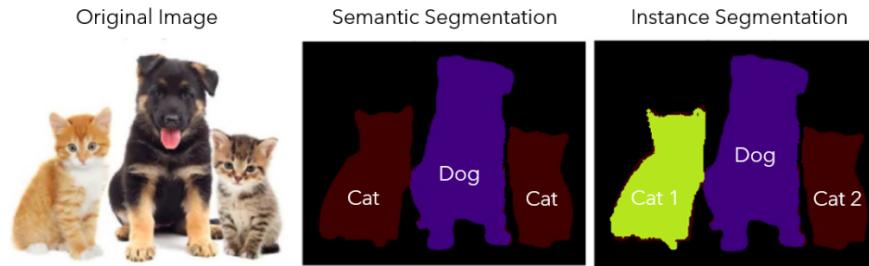 Original Image
Semantic Segmentation
Instance Segmentation
Cat
Dog
Cat
Cat 1
Dog
Cat 2